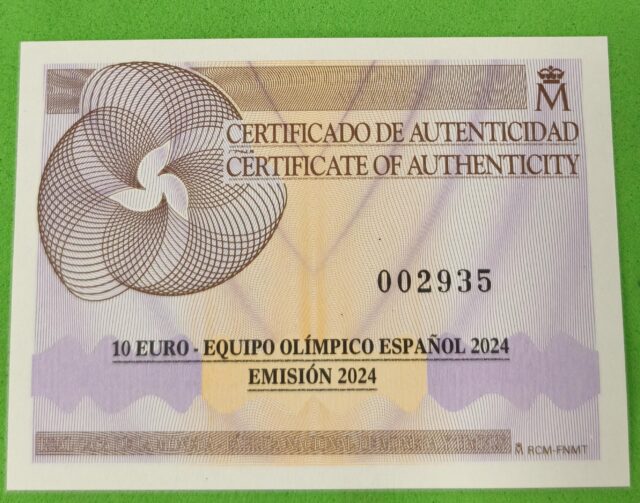 M
CERTIFICADO DE AUTENTICIDAD
CERTIFICATE OF AUTHENTICITY
002935
10 EURO - EQUIPO OLÍMPICO ESPAÑOL 2024
EMISIÓN 2024
M RCM-FNMT